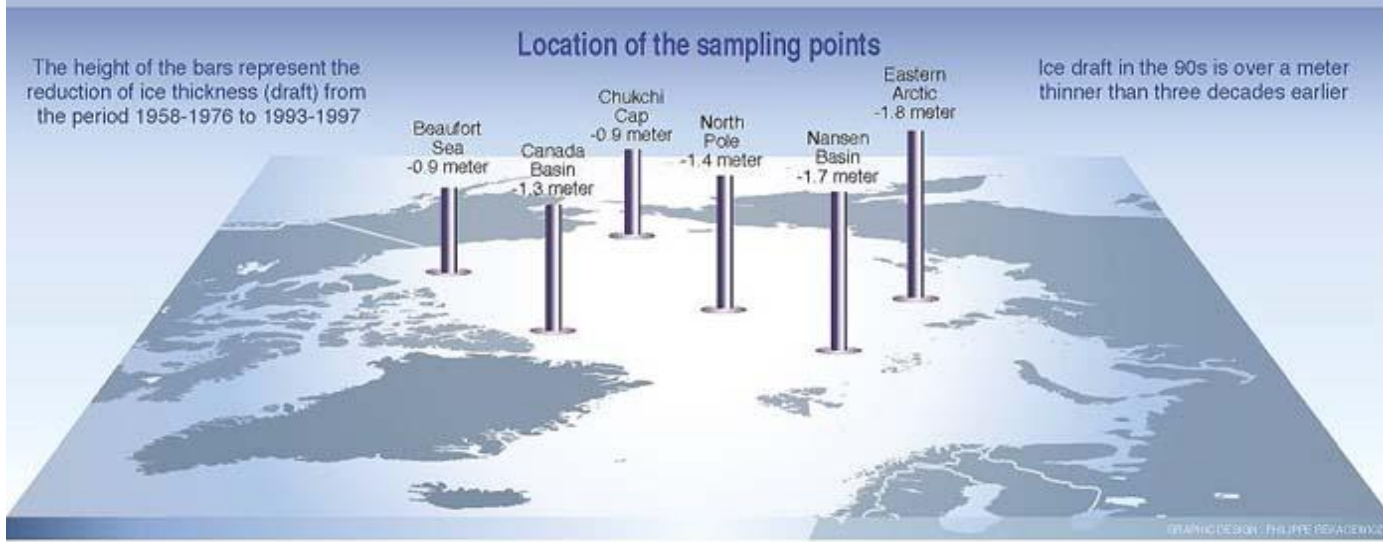 Location of the sampling points
The height of the bars represent the
reduction of ice thickness (draft) from
the period 1958-1976 to 1993-1997
Ice draft in the 90s is over a meter
thinner than three decades earlier
Beaufort
Sea
-0.9 meter
Canada
Basin
-1.3 meter
Chukchi
Cap
-0.9 meter
North
Pole
-1.4 meter
Nansen
Basin
-1.7 meter
Eastern
Arctic
-1.8 meter
GRAPHIC DESIGN : PHILIPPE REKACEWICZ